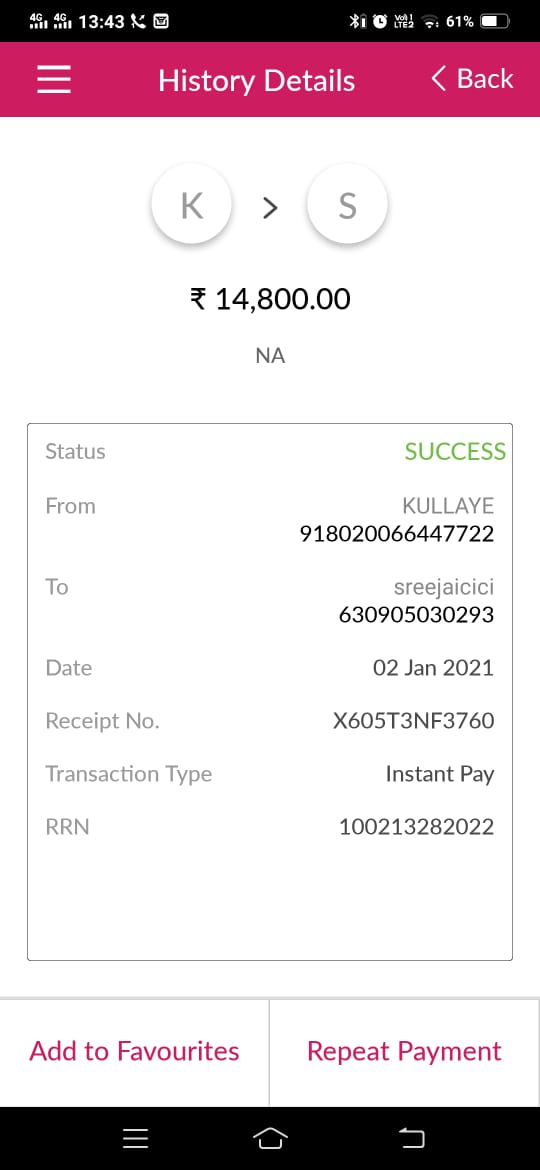 4G 4G 13:43 VoI) LTE2 61%
History Details
Back
K > S
₹ 14,800.00
NA
Status SUCCESS
From KULLAYE
918020066447722
To sreejaicici
630905030293
Date 02 Jan 2021
Receipt No. X605T3NF3760
Transaction Type Instant Pay
RRN 100213282022
Add to Favourites Repeat Payment